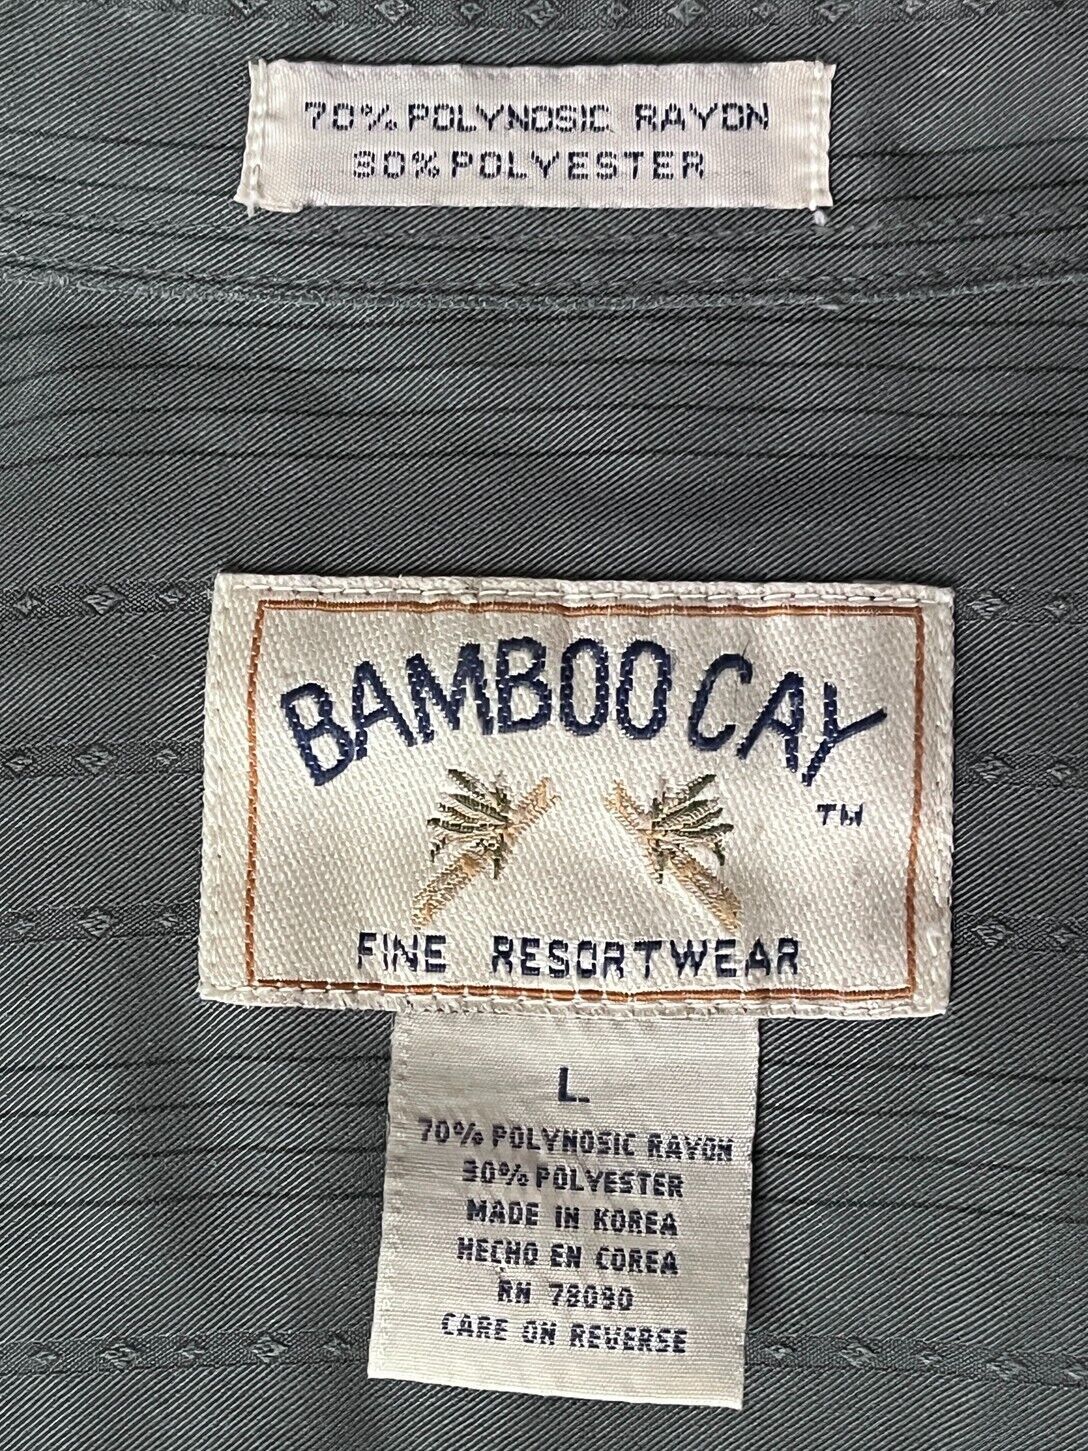 70% POLYNOSIC RAYON
30% POLYESTER
BAMBOO CAY
TM
FINE RESORTWEAR
L
70% POLYNOSIC RAYON
30% POLYESTER
MADE IN KOREA
HECHO EN COREA
RN
CARE ON REVERSE